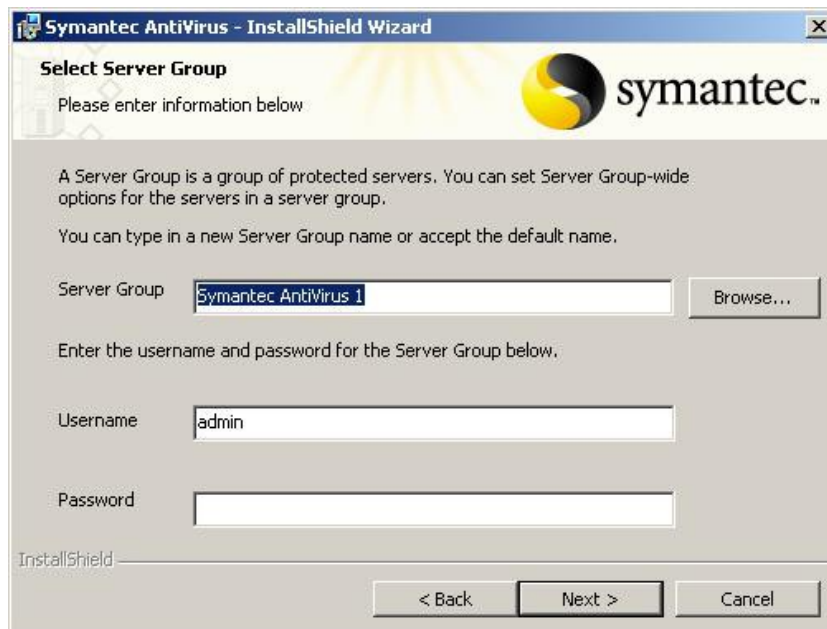 Symantec AntiVirus - InstallShield Wizard
Select Server Group
Please enter information below
symantec.™
A Server Group is a group of protected servers. You can set Server Group-wide
options for the servers in a server group.
You can type in a new Server Group name or accept the default name.
Server Group Symantec AntiVirus 1 Browse...
Enter the username and password for the Server Group below.
Username admin
Password
InstallShield
< Back Next > Cancel